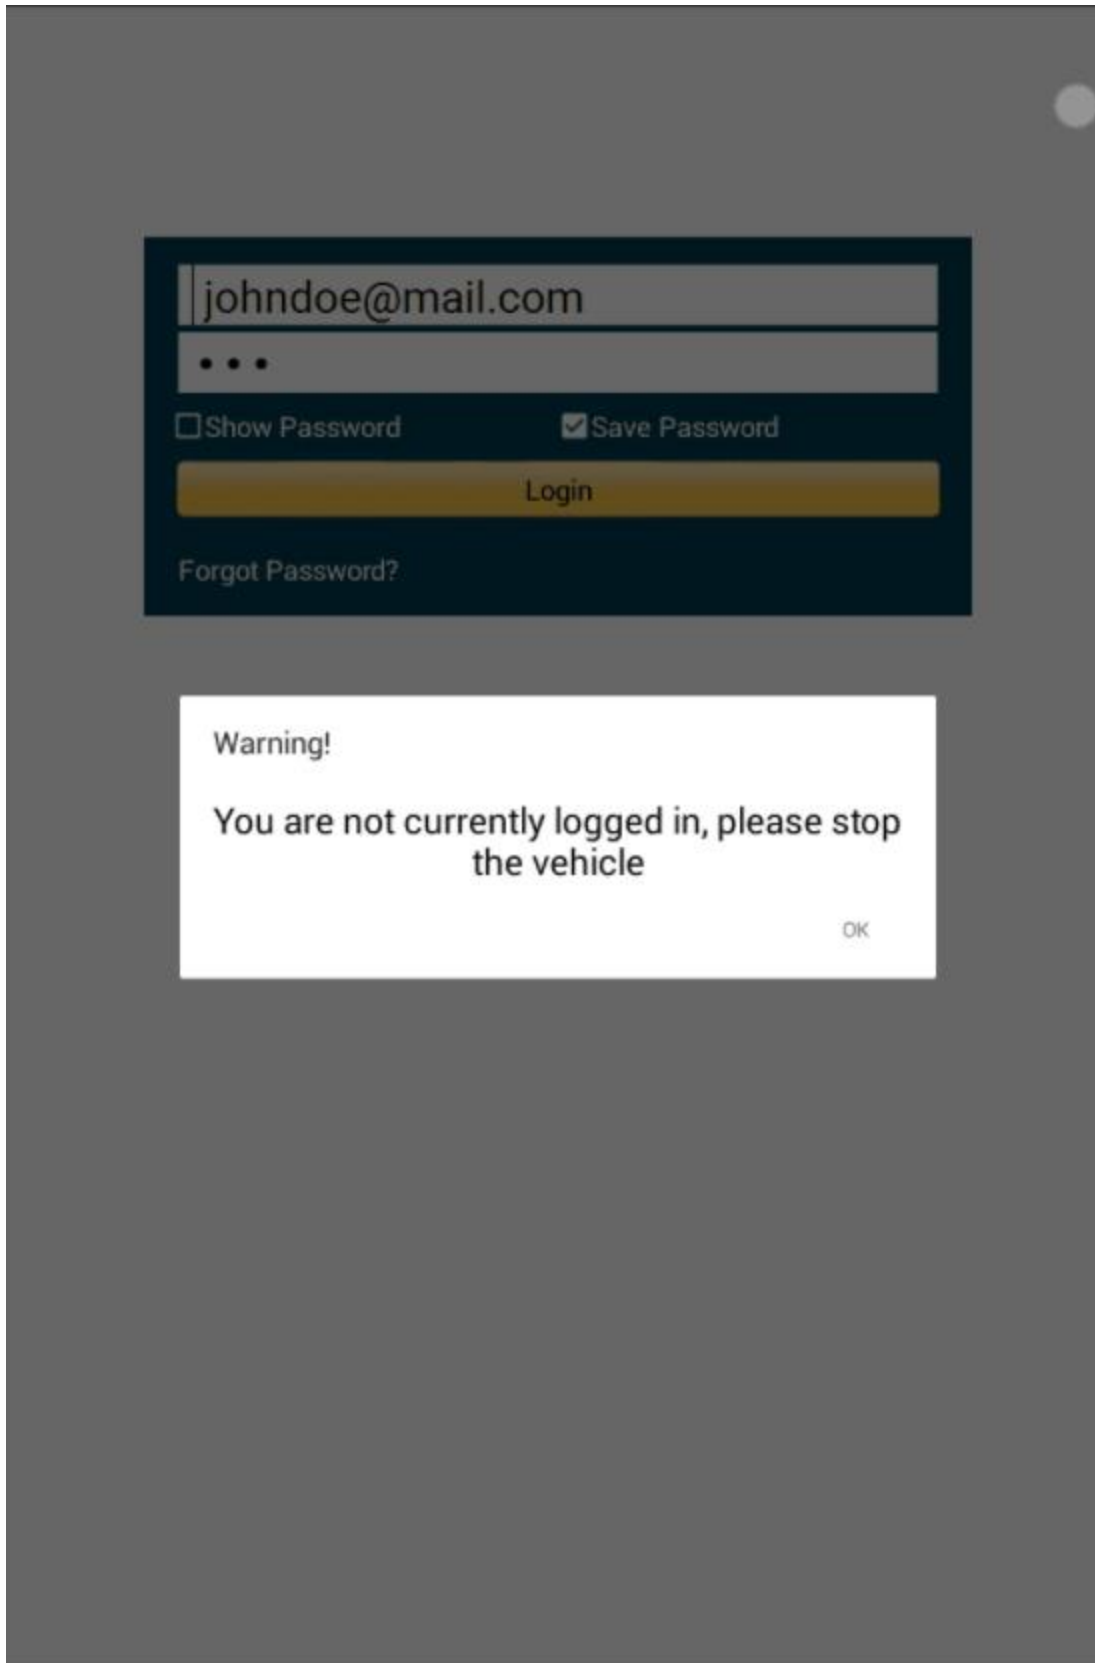 johndoe@mail.com
•••
Show Password Save Password
Login
Forgot Password?
Warning!
You are not currently logged in, please stop
the vehicle
OK